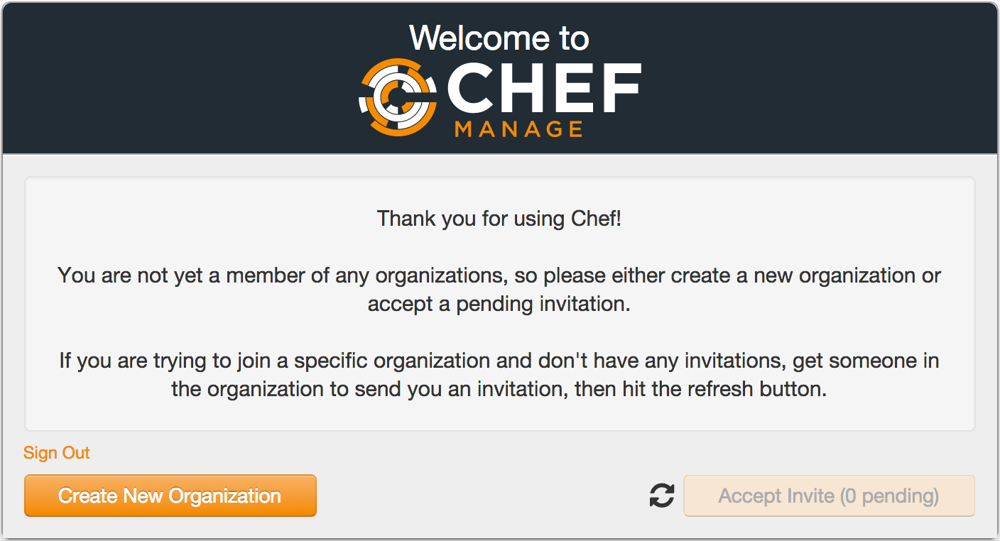 Welcome to
CHEF
MANAGE
Thank you for using Chef!
You are not yet a member of any organizations, so please either create a new organization or
accept a pending invitation.
If you are trying to join a specific organization and don't have any invitations, get someone in
the organization to send you an invitation, then hit the refresh button.
Sign Out
Create New Organization
Accept Invite (0 pending)